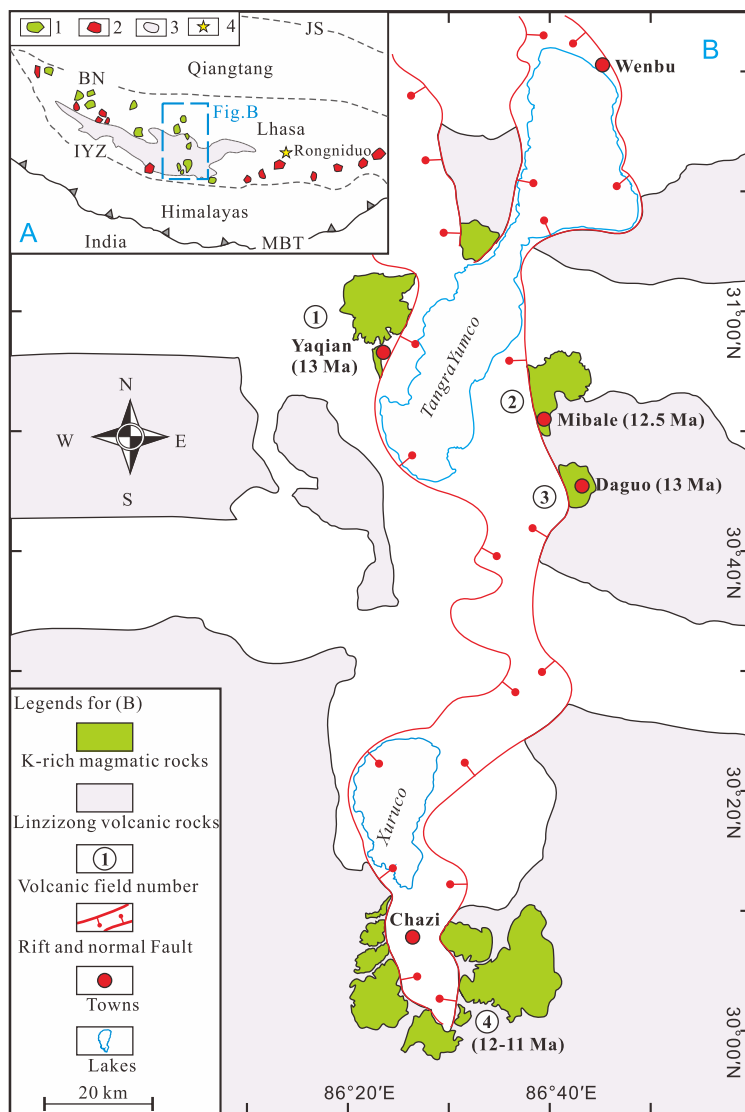 1 2 3 4
JS
BN
Qiangtang
Fig.B
Lhasa
IYZ
Rongniduo
Himalayas
A
India
MBT
B
Wenbu
31°00′N
1
Yaqian
(13 Ma)
TangraYumco
2
Mibale (12.5 Ma)
N
W E
S
Daguo (13 Ma)
3
30°40′N
Legends for (B)
K-rich magmatic rocks
Linzizong volcanic rocks
1
Volcanic field number
Rift and normal Fault
Towns
Lakes
20 km
Xuruco
30°20′N
Chazi
4
(12-11 Ma)
30°00′N
86°20′E
86°40′E